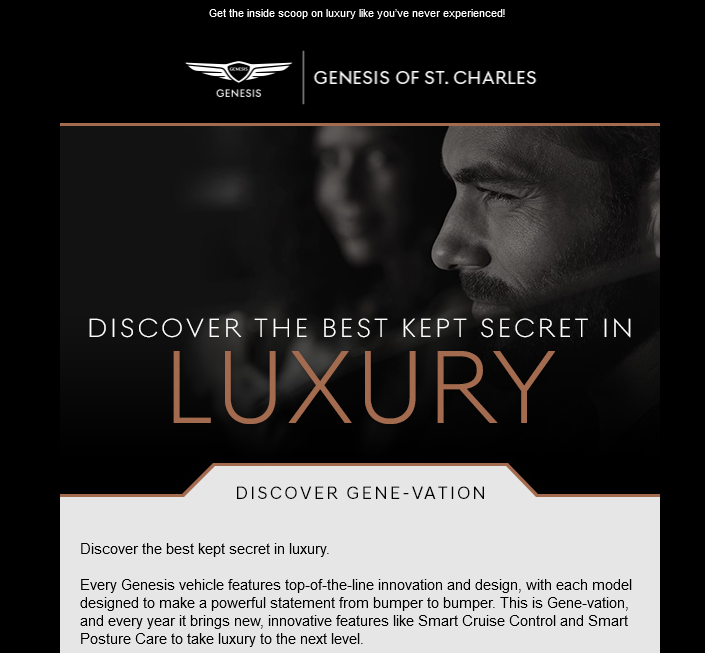 Get the inside scoop on luxury like you've never experienced!
GENESIS
GENESIS
GENESIS OF ST. CHARLES
DISCOVER THE BEST KEPT SECRET IN
LUXURY
DISCOVER GENE-VATION
Discover the best kept secret in luxury.
Every Genesis vehicle features top-of-the-line innovation and design, with each model
designed to make a powerful statement from bumper to bumper. This is Gene-vation,
and every year it brings new, innovative features like Smart Cruise Control and Smart
Posture Care to take luxury to the next level.